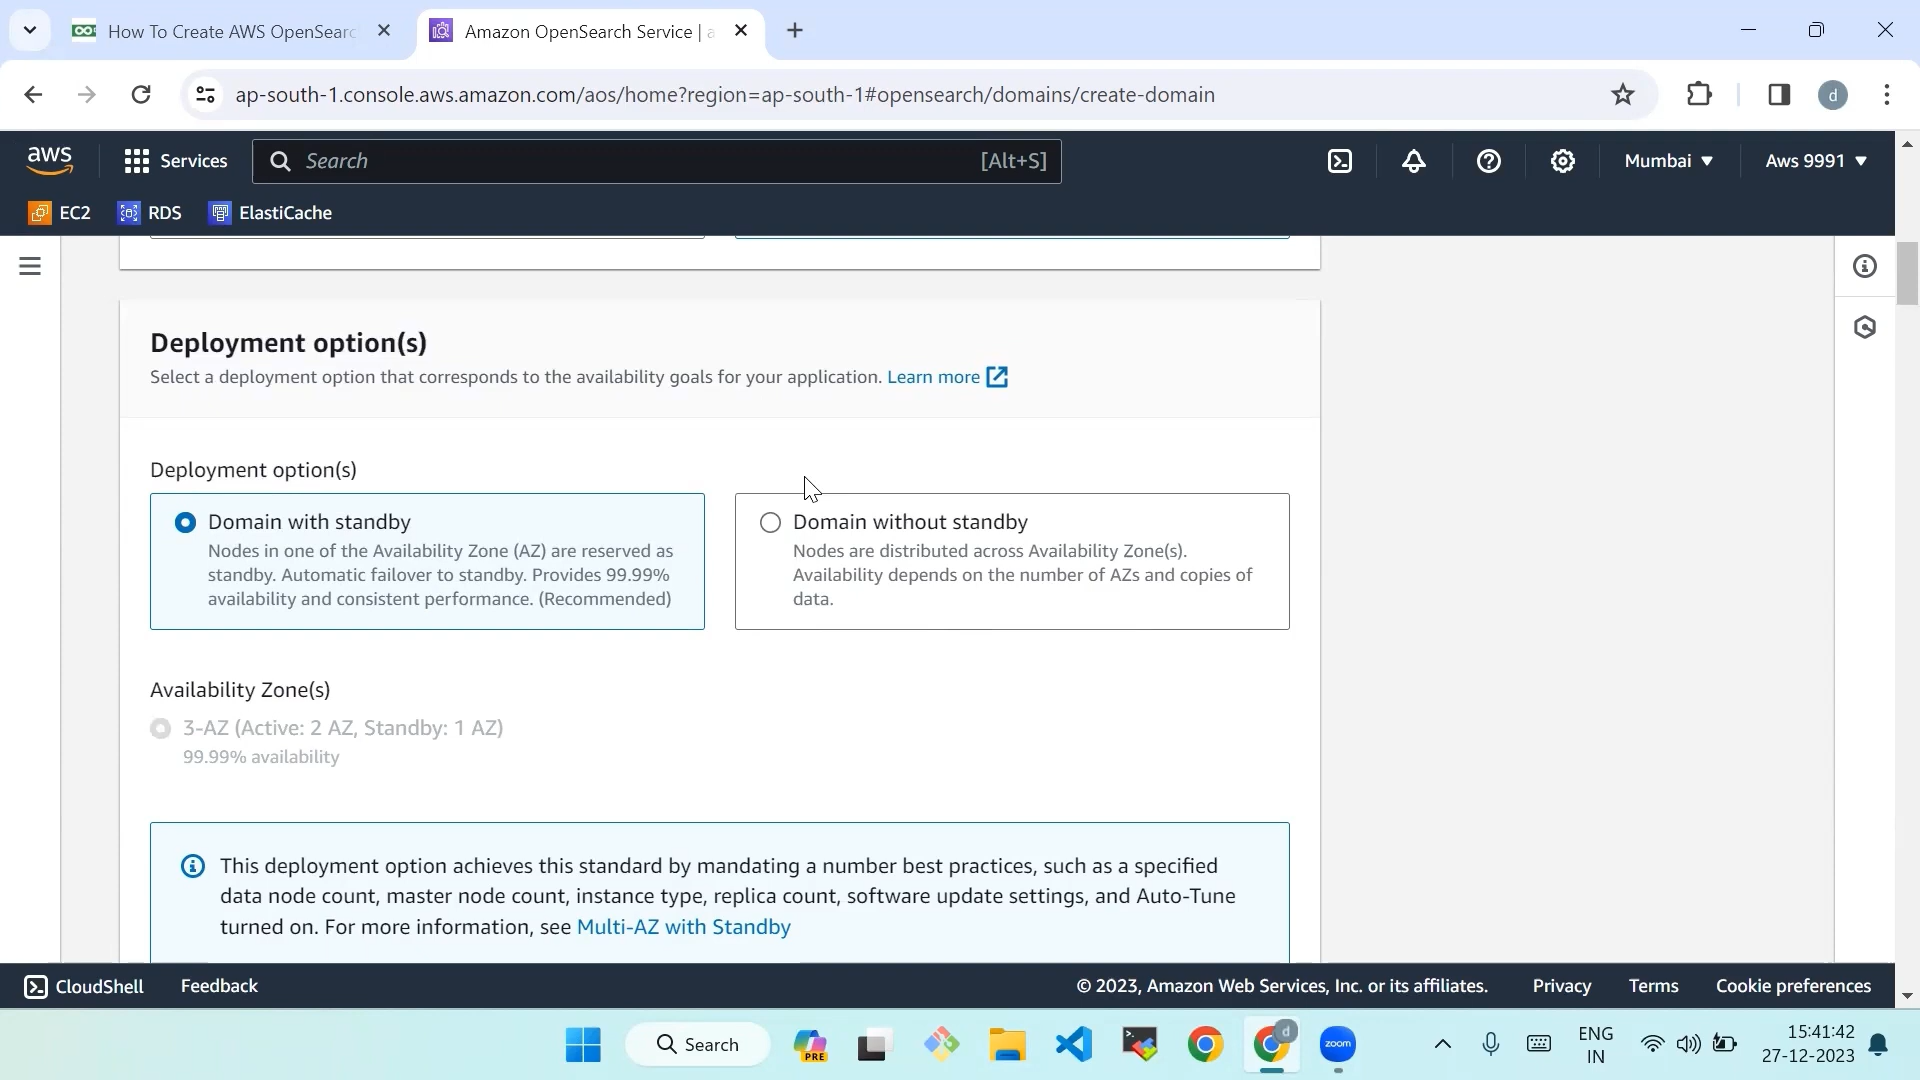 How To Create AWS OpenSearc
Amazon OpenSearch Service | a
ap-south-1.console.aws.amazon.com/aos/home?region=ap-south-1#opensearch/domains/create-domain
d
aws
Services
Search
[Alt+S]
Mumbai
Aws 9991
EC2
RDS
ElastiCache
Deployment option(s)
Select a deployment option that corresponds to the availability goals for your application. Learn more
Deployment option(s)
Domain with standby
Nodes in one of the Availability Zone (AZ) are reserved as
standby. Automatic failover to standby. Provides 99.99%
availability and consistent performance. (Recommended)
Domain without standby
Nodes are distributed across Availability Zone(s).
Availability depends on the number of AZs and copies of
data.
Availability Zone(s)
3-AZ (Active: 2 AZ, Standby: 1 AZ)
99.99% availability
This deployment option achieves this standard by mandating a number best practices, such as a specified
data node count, master node count, instance type, replica count, software update settings, and Auto-Tune
turned on. For more information, see Multi-AZ with Standby
CloudShell
Feedback
© 2023, Amazon Web Services, Inc. or its affiliates.
Privacy
Terms
Cookie preferences
Search
PRE
d
zoom
ENG
IN
15:41:42
27-12-2023